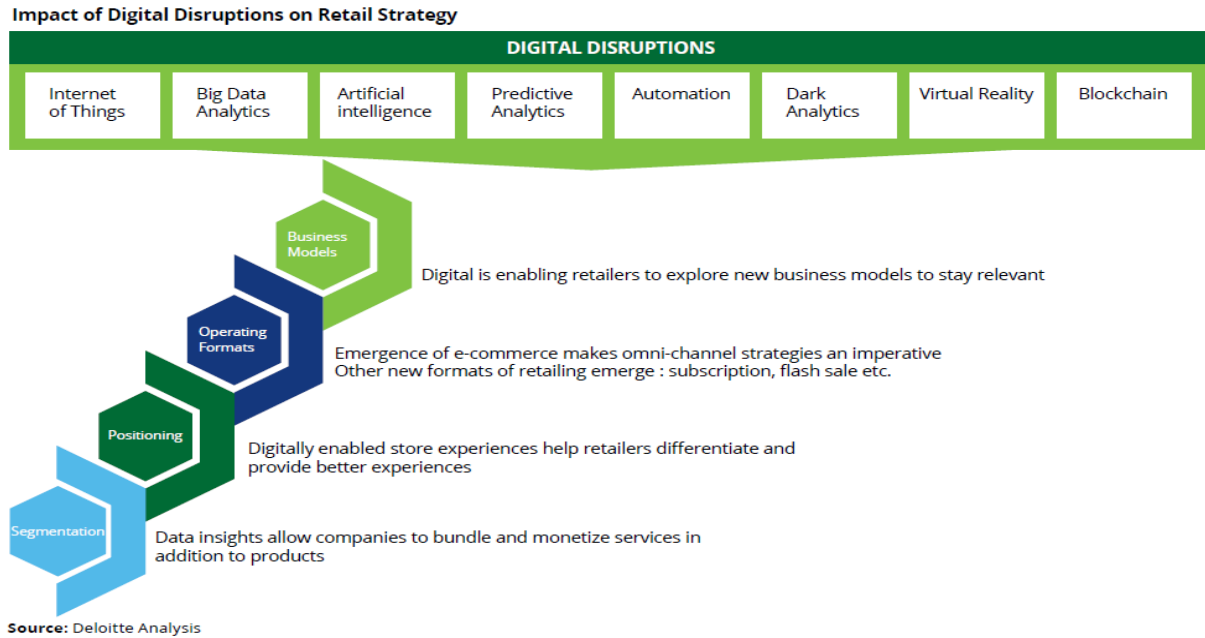 Impact of Digital Disruptions on Retail Strategy
DIGITAL DISRUPTIONS
Internet
of Things
Big Data
Analytics
Artificial
intelligence
Predictive
Analytics
Automation
Dark
Analytics
Virtual Reality
Blockchain
Business
Models
Digital is enabling retailers to explore new business models to stay relevant
Operating
Formats
Emergence of e-commerce makes omni-channel strategies an imperative
Other new formats of retailing emerge : subscription, flash sale etc.
Positioning
Digitally enabled store experiences help retailers differentiate and
provide better experiences
Segmentation
Data insights allow companies to bundle and monetize services in
addition to products
Source: Deloitte Analysis